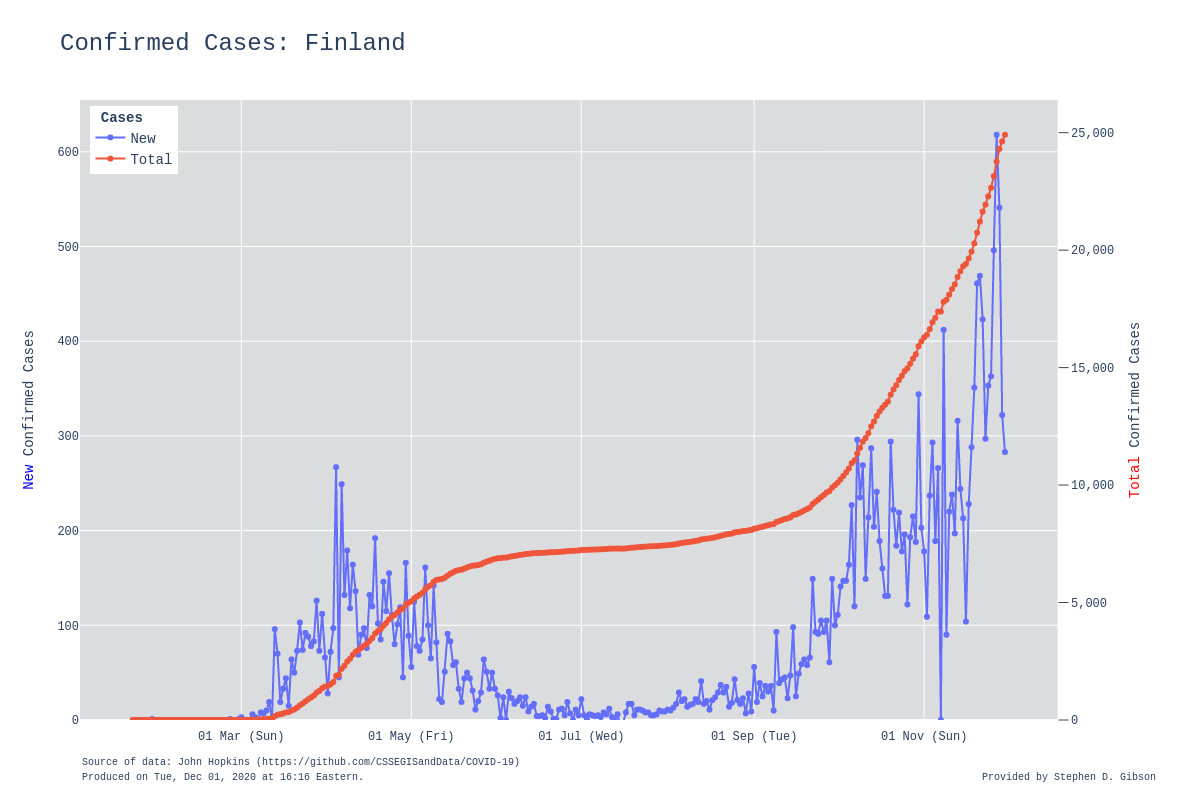 Confirmed Cases: Finland
Cases
New
Total
600
500
400
300
200
100
0
25,000
20,000
15,000
10,000
5,000
0
New Confirmed Cases
Total Confirmed Cases
01 Mar (Sun)
01 May (Fri)
01 Jul (Wed)
01 Sep (Tue)
01 Nov (Sun)
Source of data: John Hopkins (https://github.com/CSSEGISandData/COVID-19)
Produced on Tue, Dec 01, 2020 at 16:16 Eastern.
Provided by Stephen D. Gibson